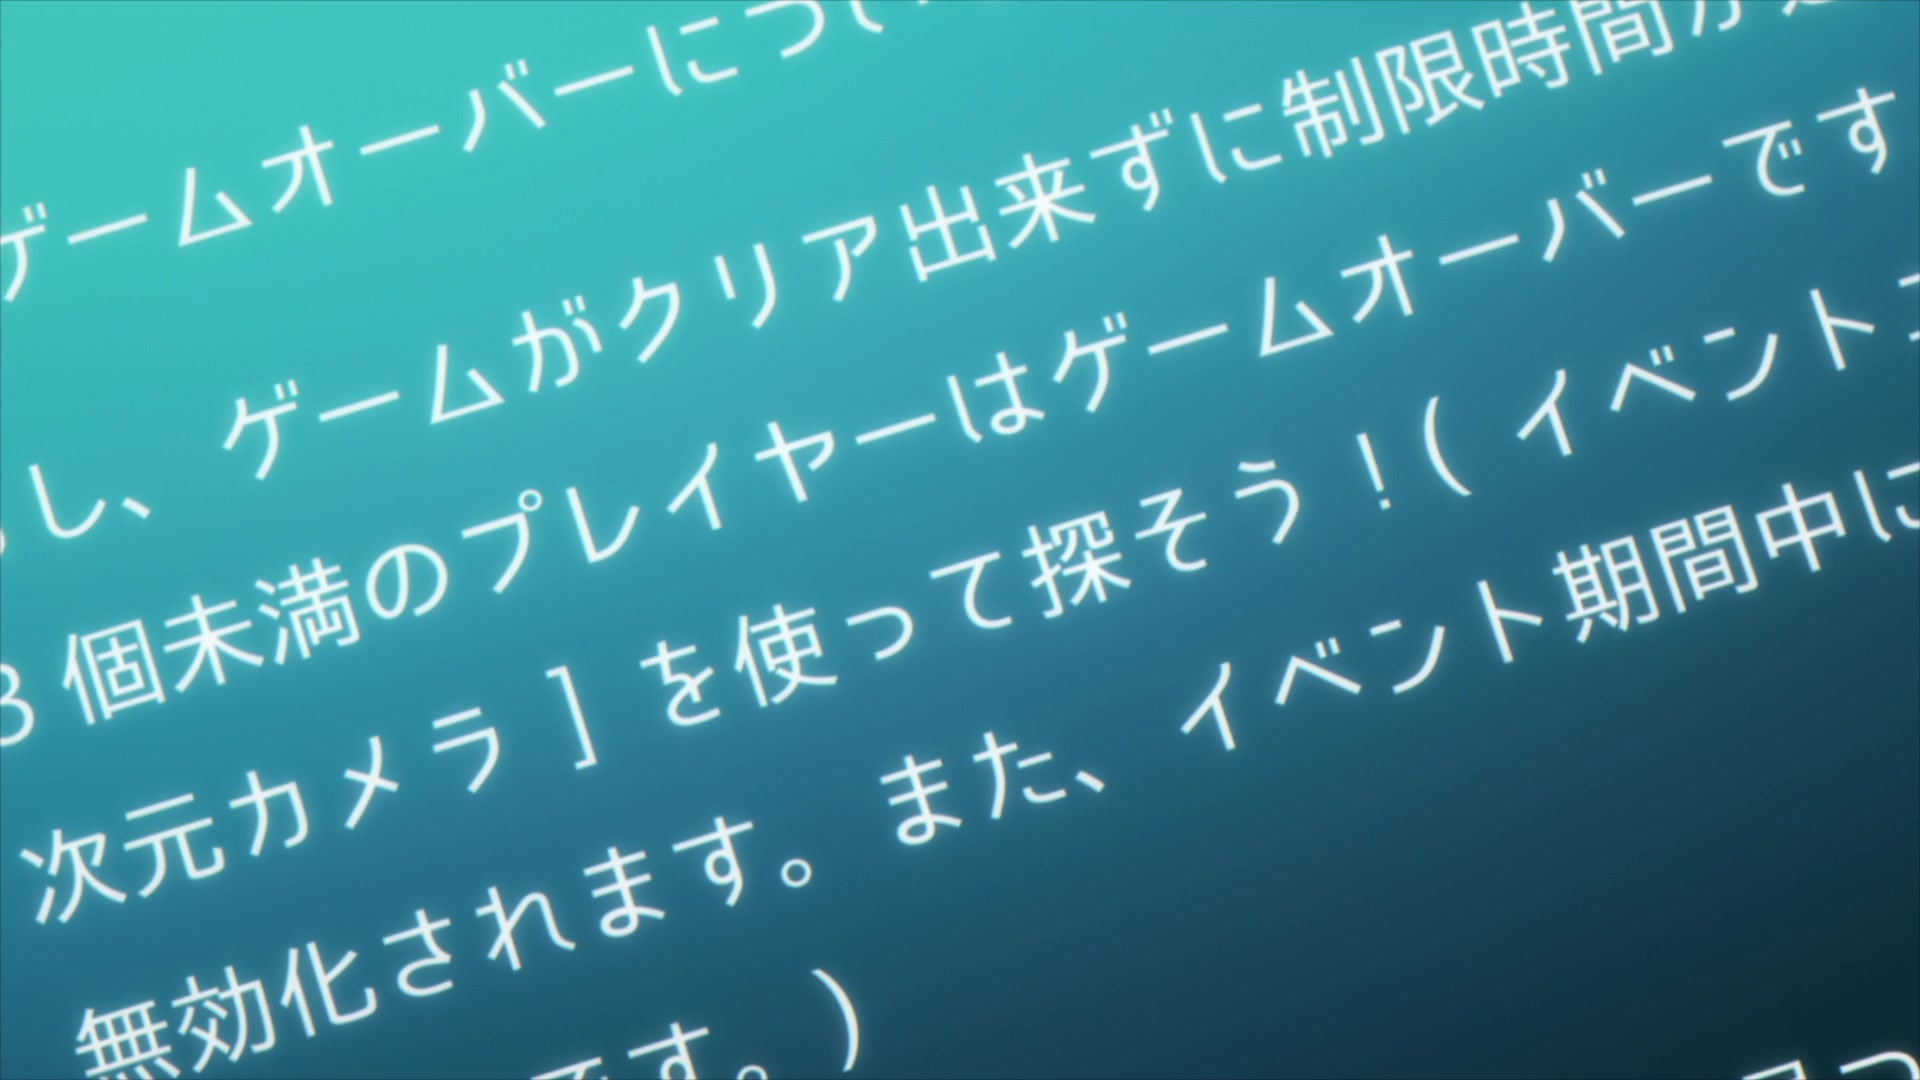 ゲームオーバーについ
し、ゲームがクリア出来ずに制限時間が
3個未満のプレイヤーはゲームオーバーです
次元カメラ］を使って探そう！(イベント
無効化されます。また、イベント期間中に
です。)